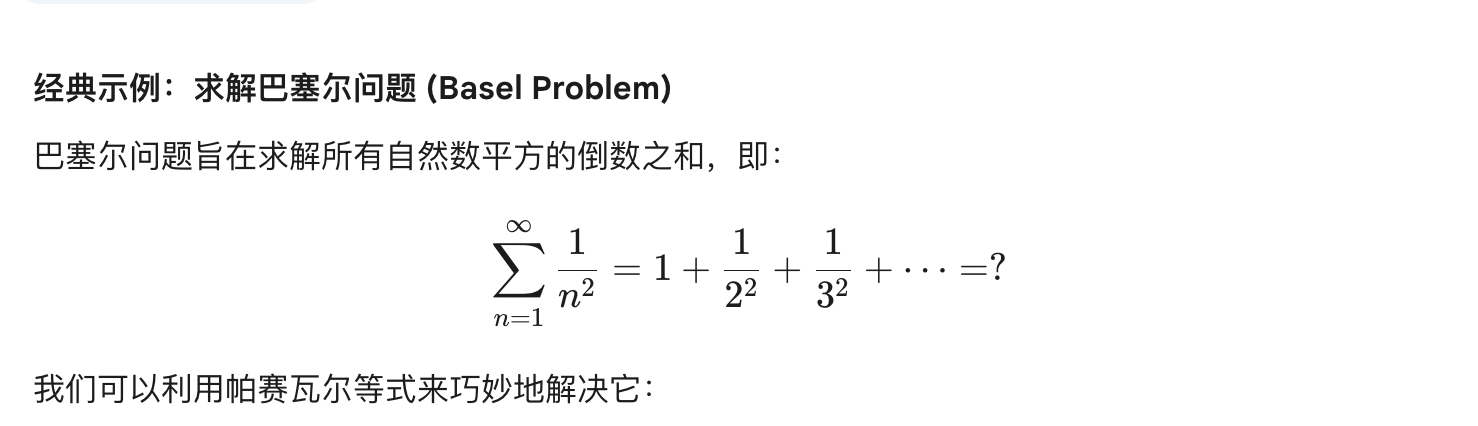 经典示例：求解巴塞尔问题 (Basel Problem)
巴塞尔问题旨在求解所有自然数平方的倒数之和，即：
$$\sum_{n=1}^{\infty} \frac{1}{n^2} = 1 + \frac{1}{2^2} + \frac{1}{3^2} + \cdots =?$$
我们可以利用帕赛瓦尔等式来巧妙地解决它：